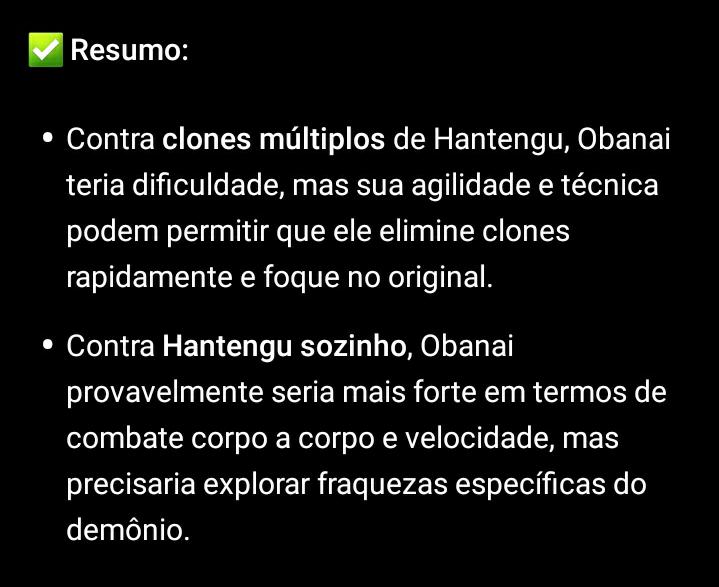 ✅ Resumo:
• Contra clones múltiplos de Hantengu, Obanai
teria dificuldade, mas sua agilidade e técnica
podem permitir que ele elimine clones
rapidamente e foque no original.
• Contra Hantengu sozinho, Obanai
provavelmente seria mais forte em termos de
combate corpo a corpo e velocidade, mas
precisaria explorar fraquezas específicas do
demônio.